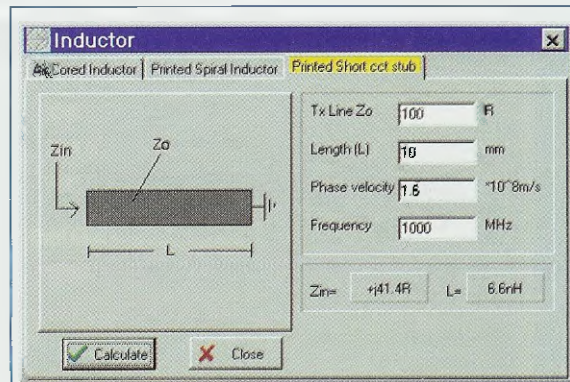 Inductor
Air Cored Inductor
Printed Spiral Inductor
Printed Short cct stub
Zin
Zo
L
Tx Line Zo 100 R
Length (L) 10 mm
Phase velocity 1.6 *10^8m/s
Frequency 1000 MHz
Zin= +j41.4R L= 6.6nH
Calculate
Close